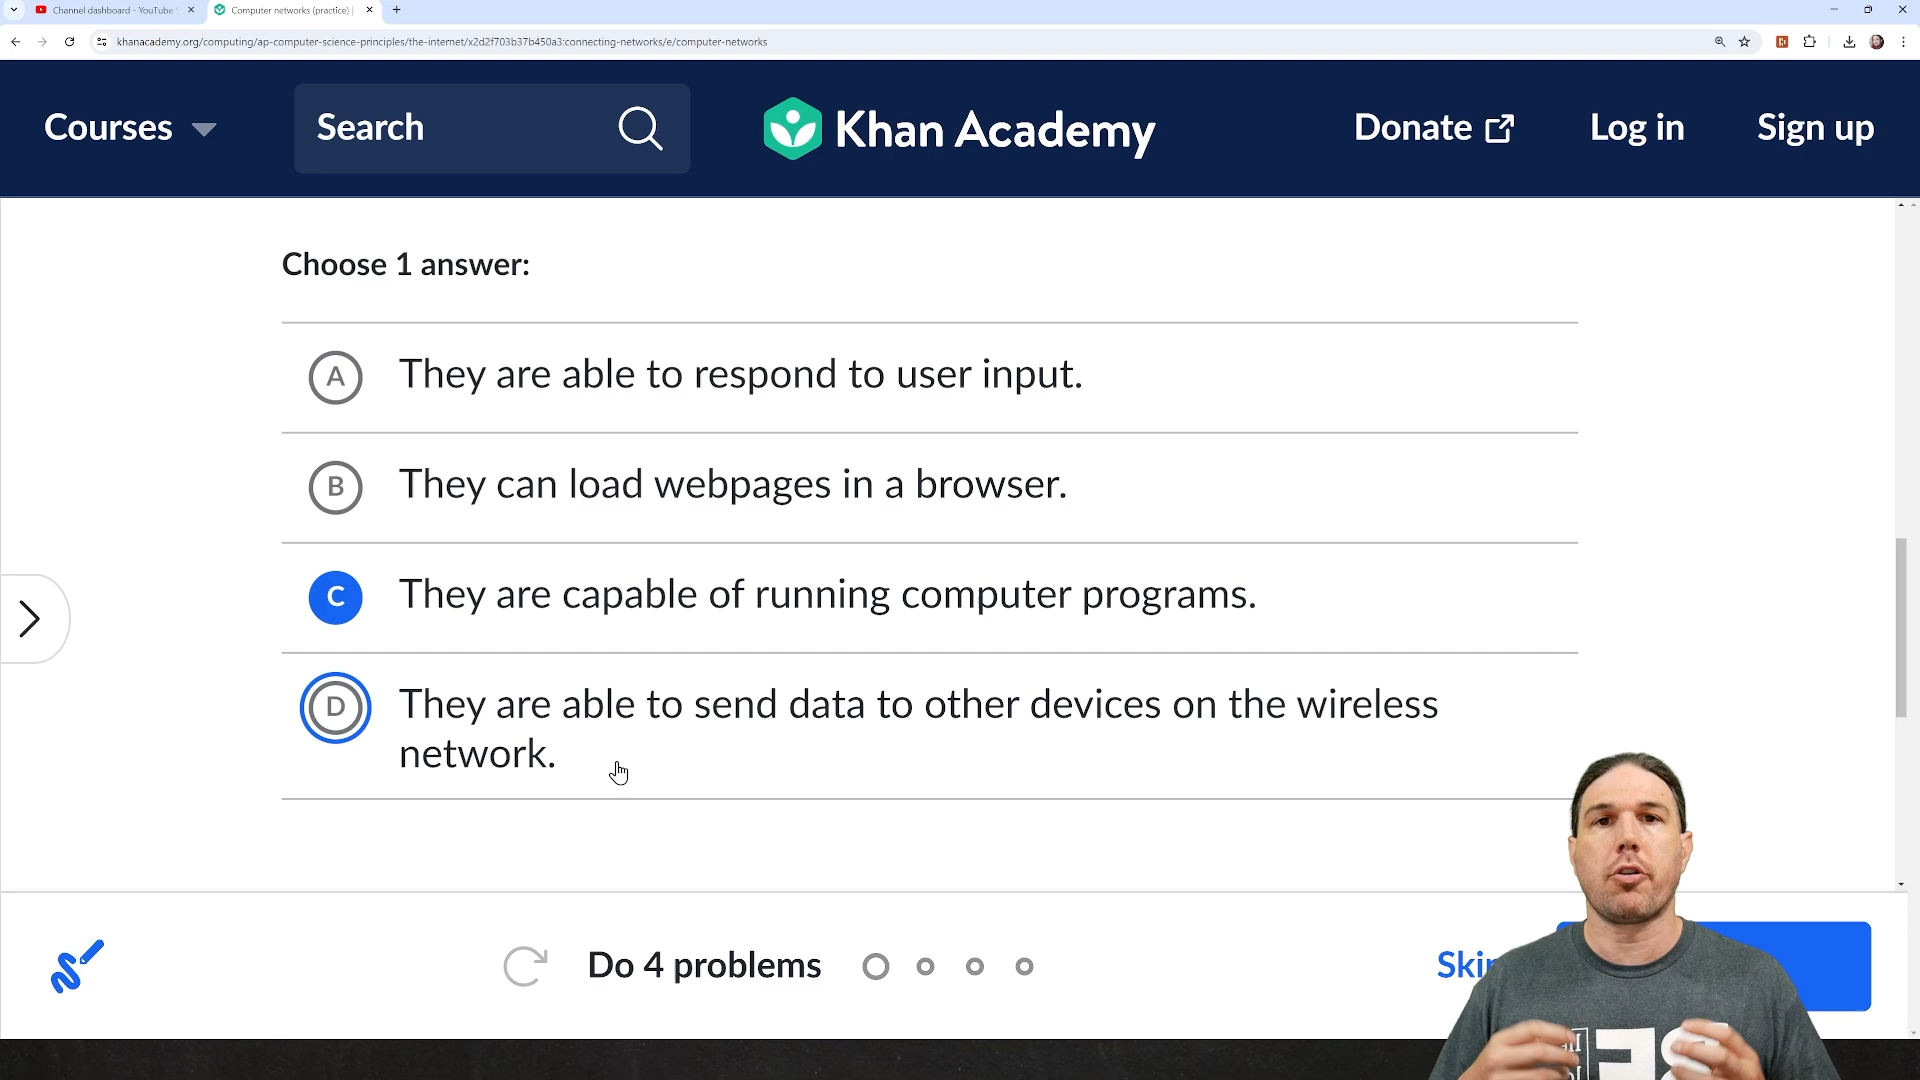 Channel dashboard - YouTube
Computer networks (practice) |
khanacademy.org/computing/ap-computer-science-principles/the-internet/x2d2f703b37b450a3:connecting-networks/e/computer-networks
Courses
Search
Khan Academy
Donate
Log in
Sign up
Choose 1 answer:
A
They are able to respond to user input.
B
They can load webpages in a browser.
C
They are capable of running computer programs.
D
They are able to send data to other devices on the wireless
network.
Do 4 problems